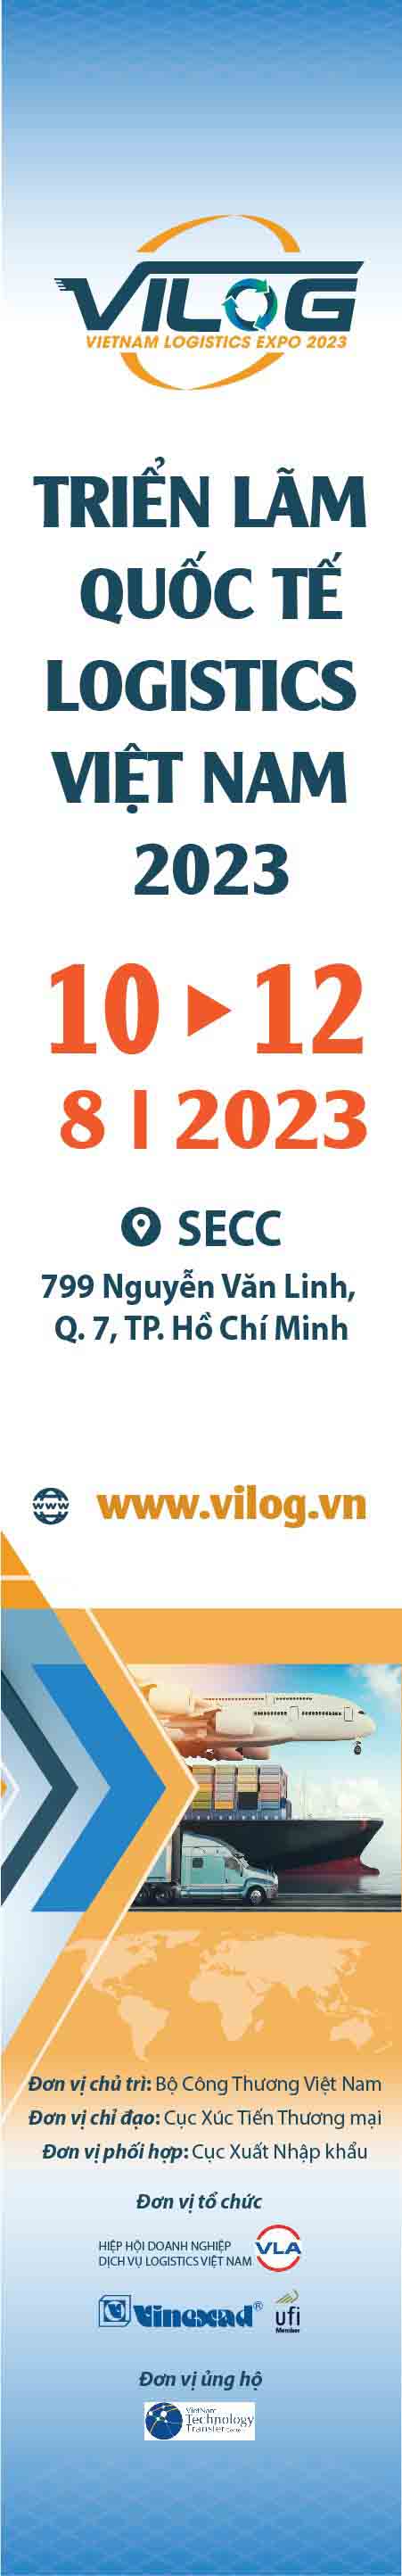 VILOG
VIETNAM LOGISTICS EXPO 2023
TRIỂN LÃM
QUỐC TẾ
LOGISTICS
VIỆT NAM
2023
10 ▶ 12
8 | 2023
SECC
799 Nguyễn Văn Linh,
Q. 7, TP. Hồ Chí Minh
www www.vilog.vn
Đơn vị chủ trì: Bộ Công Thương Việt Nam
Đơn vị chỉ đạo: Cục Xúc Tiến Thương mại
Đơn vị phối hợp: Cục Xuất Nhập khẩu
Đơn vị tổ chức
HIỆP HỘI DOANH NGHIỆP
DỊCH VỤ LOGISTICS VIỆT NAM
VLA
Vinexad® ufi
Member
Đơn vị ủng hộ
VietNam
Technology
Transfer Center